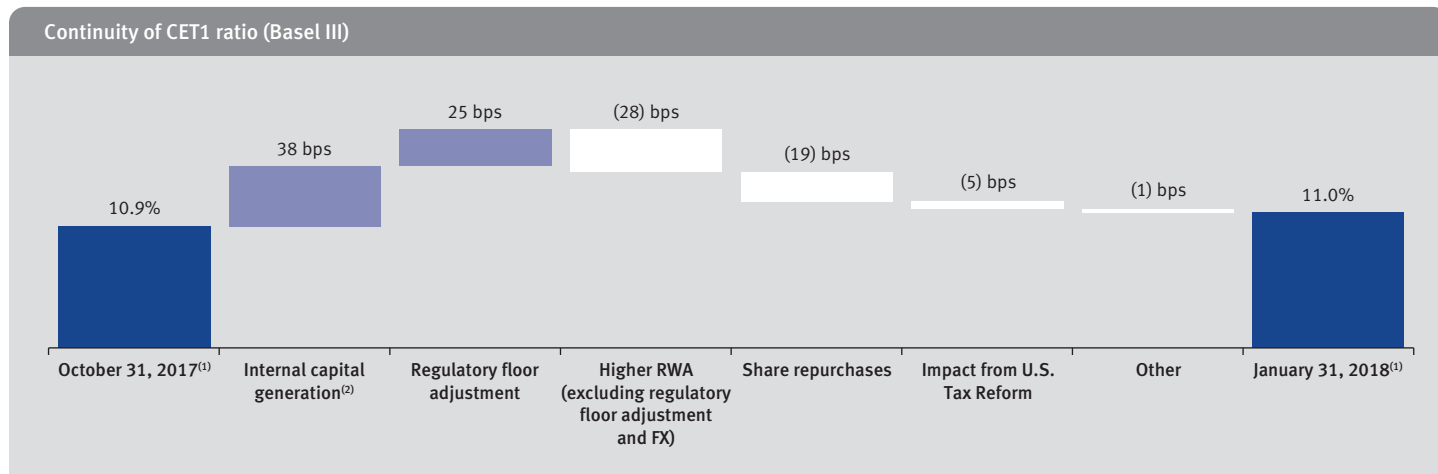 Continuity of CET1 ratio (Basel III)
10.9%
38 bps
25 bps
(28) bps
(19) bps
(5) bps
(1) bps
11.0%
October 31, 2017(1)
Internal capital
generation(2)
Regulatory floor
adjustment
Higher RWA
(excluding regulatory
floor adjustment
and FX)
Share repurchases
Impact from U.S.
Tax Reform
Other
January 31, 2018(1)